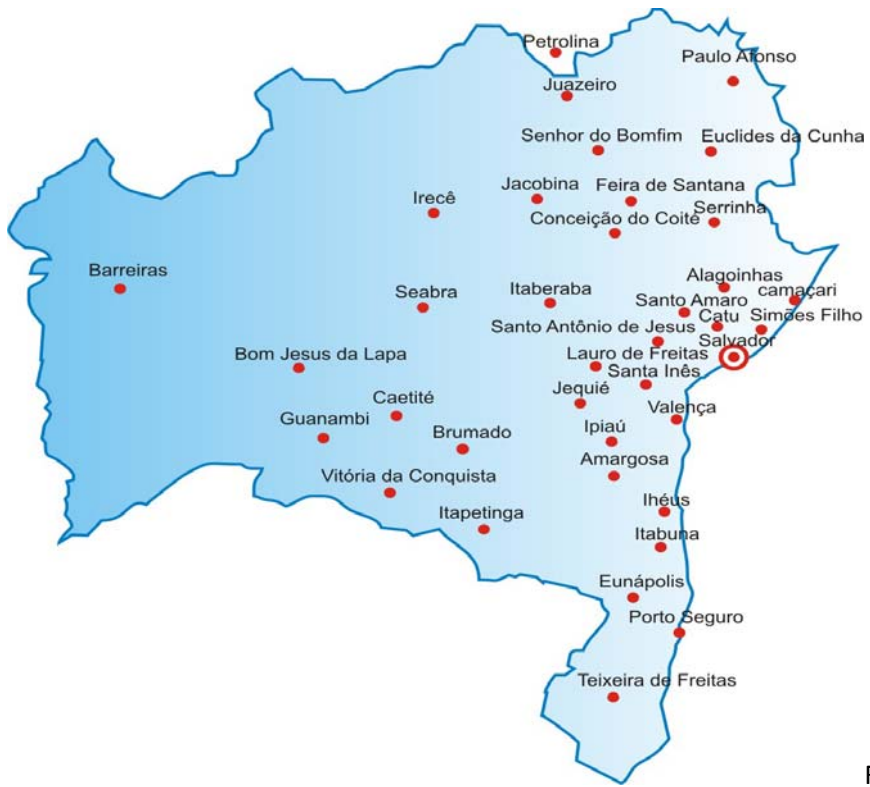 Petrolina
Paulo Afonso
Juazeiro
Senhor do Bomfim
Euclides da Cunha
Jacobina
Feira de Santana
Irecê
Serrinha
Conceição do Coité
Barreiras
Alagoinhas
camaçari
Seabra
Itaberaba
Santo Amaro
Catu
Simões Filho
Santo Antônio de Jesus
Salvador
Bom Jesus da Lapa
Lauro de Freitas
Santa Inês
Caetité
Jequié
Valença
Guanambi
Brumado
Ipiaú
Amargosa
Vitória da Conquista
Itapetinga
Ihéus
Itabuna
Eunápolis
Porto Seguro
Teixeira de Freitas